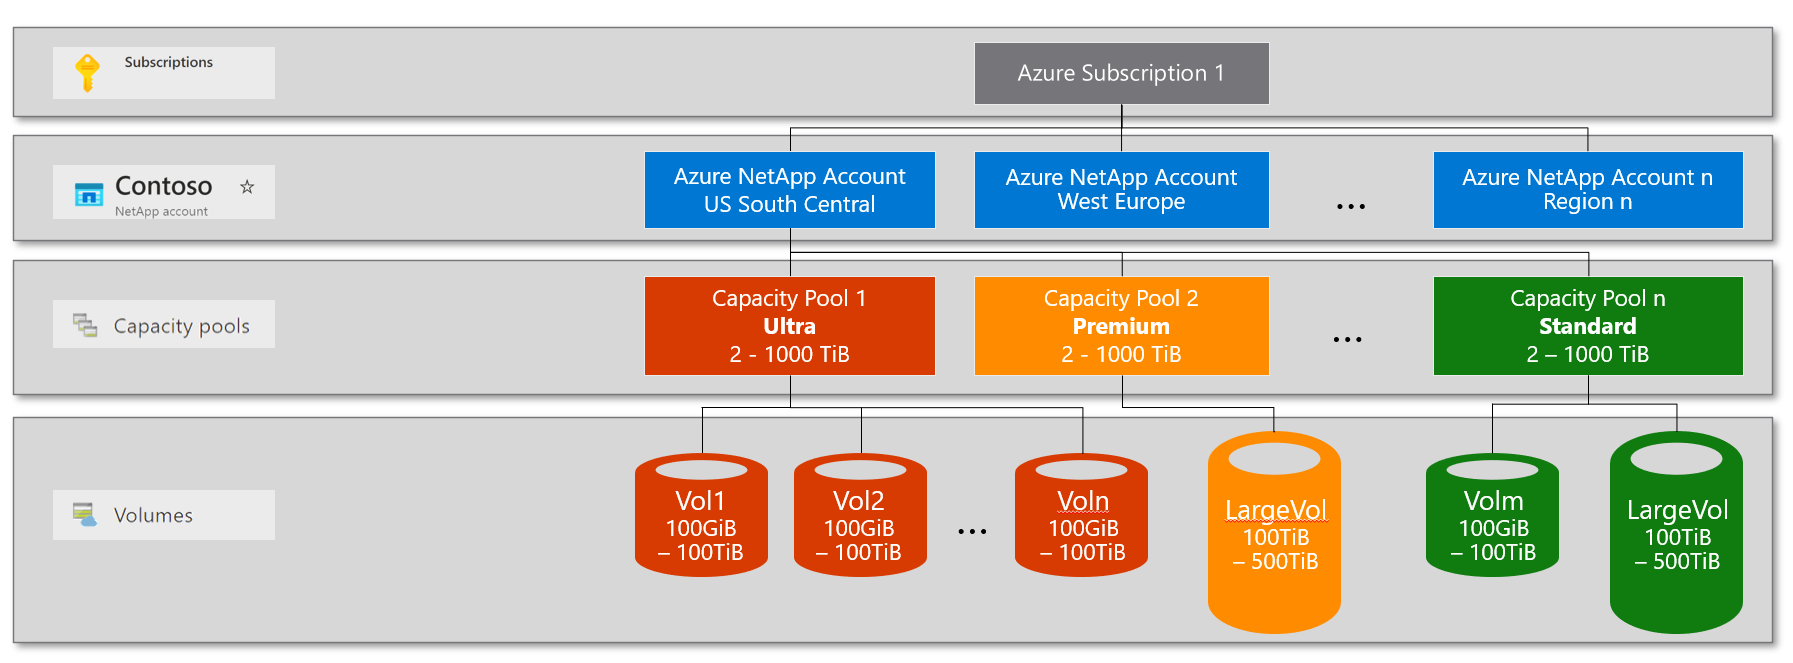 Subscriptions
Azure Subscription 1
Contoso ☆
NetApp account
Azure NetApp Account
US South Central
Azure NetApp Account
West Europe
...
Azure NetApp Account n
Region n
Capacity pools
Capacity Pool 1
Ultra
2 - 1000 TiB
Capacity Pool 2
Premium
2 - 1000 TiB
...
Capacity Pool n
Standard
2 – 1000 TiB
Volumes
Vol1
100GiB
– 100TiB
Vol2
100GiB
– 100TiB
...
Voln
100GiB
– 100TiB
LargeVol
100TiB
– 500TiB
Volm
100GiB
– 100TiB
LargeVol
100TiB
– 500TiB